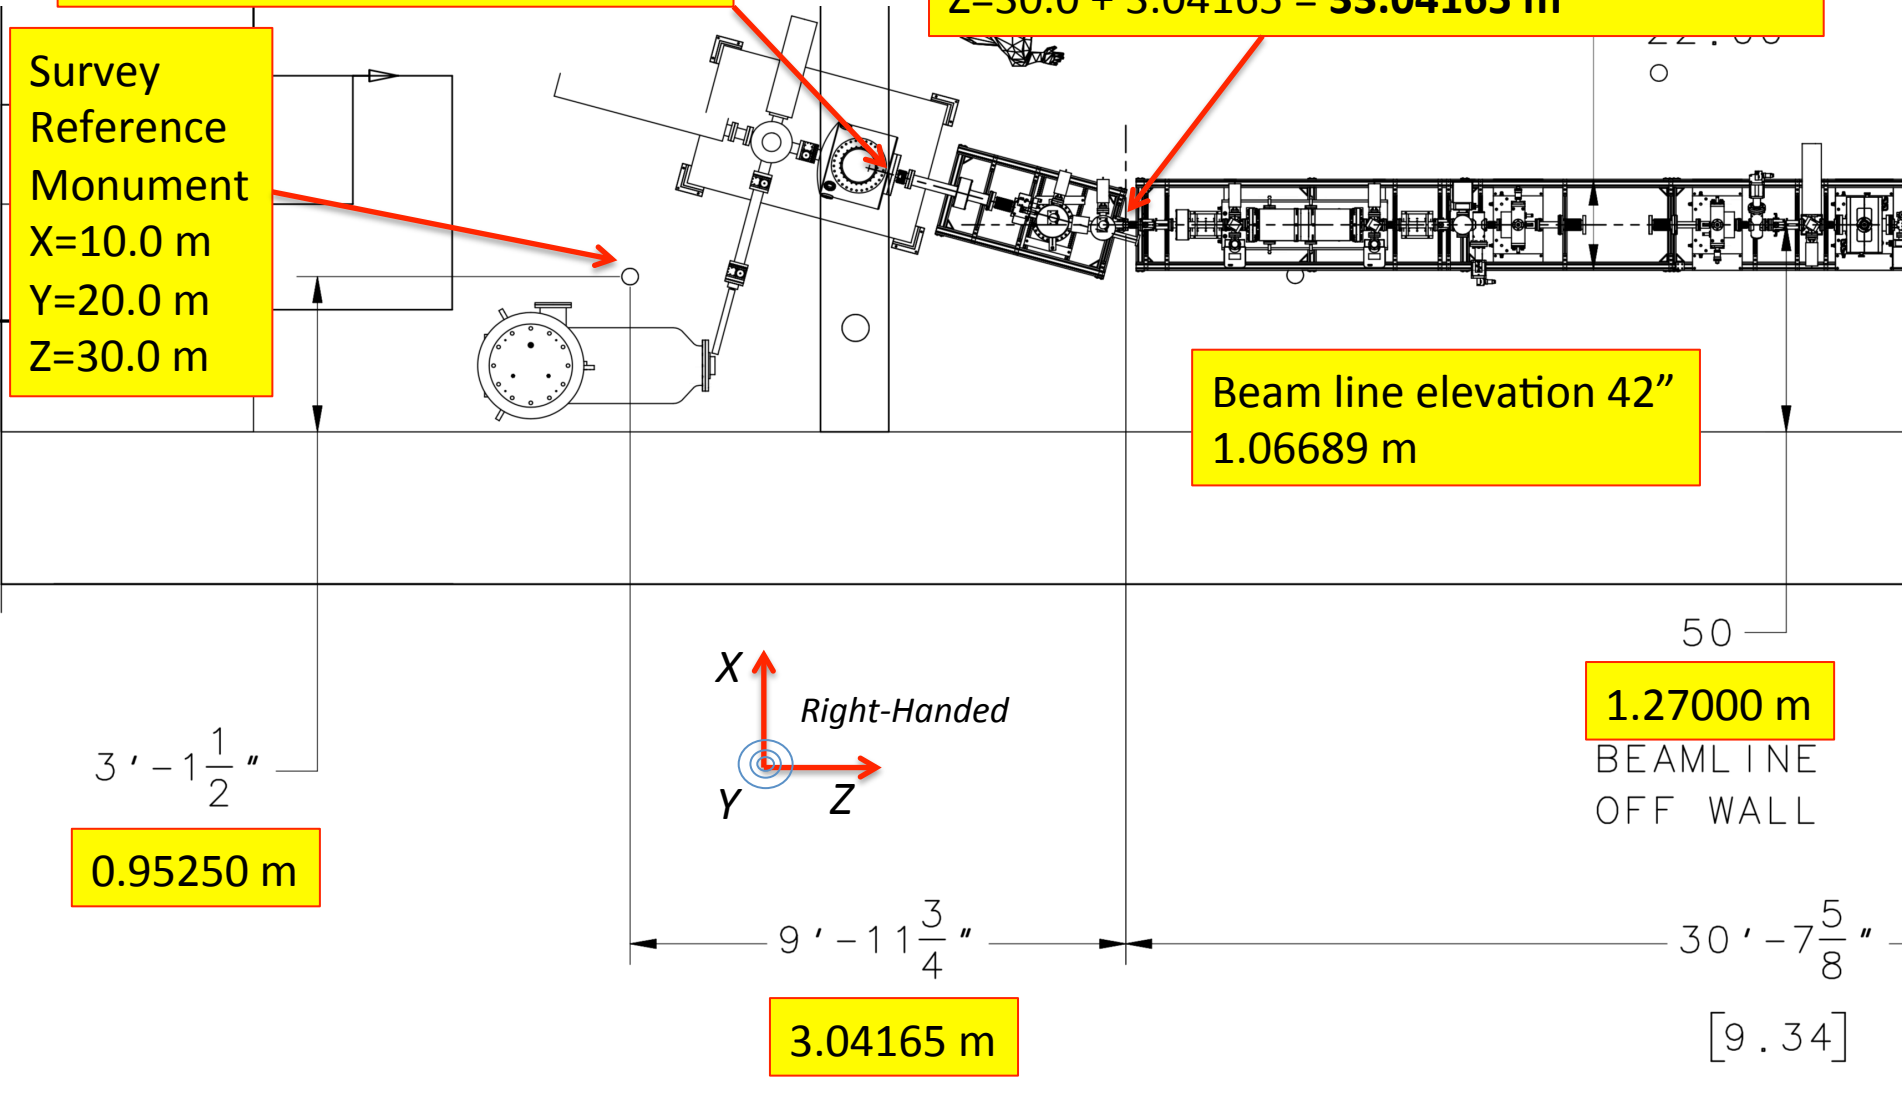 Z=30.0 + 3.04165 = 33.04165 m
Survey
Reference
Monument
X=10.0 m
Y=20.0 m
Z=30.0 m
Beam line elevation 42”
1.06689 m
50
1.27000 m
BEAMLINE
OFF WALL
X
Right-Handed
Y
Z
3'-1 1/2"
0.95250 m
9'-11 3/4"
3.04165 m
30'-7 5/8"
[9.34]